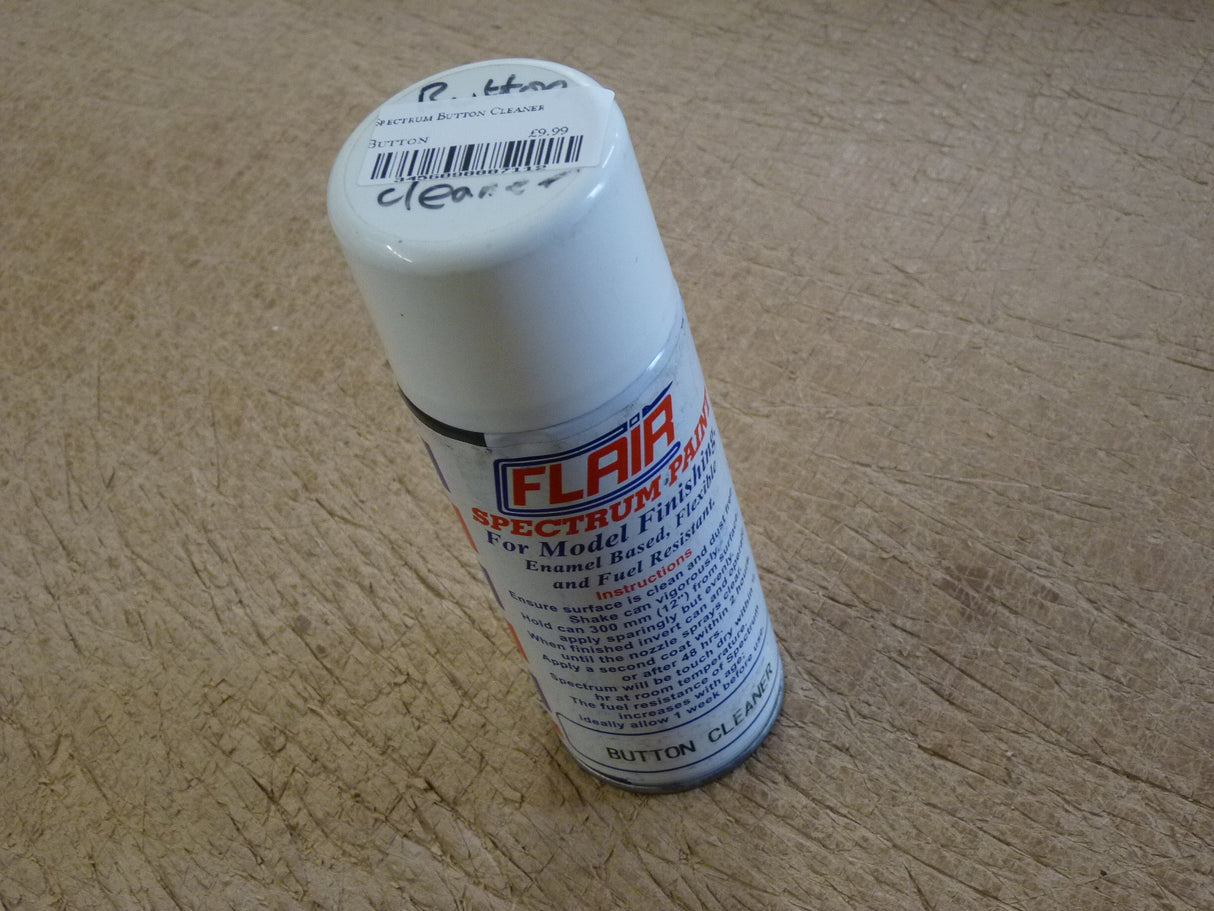 Button
SPECTRUM BUTTON CLEANER
BUTTON £9.99
cleaner
FLAIR
SPECTRUM PAINT
For Model Finishing
Enamel Based, Flexible
and Fuel Resistant.
Instructions
Ensure surface is clean and dust
Shake can vigorously.
Hold can 300 mm (12") from surface
apply sparingly but evenly.
When finished invert can and
until the nozzle sprays clear.
Apply a second coat within 2
or after 48 hrs.
Spectrum will be touch dry within
hr at room temperature.
The fuel resistance of Spectrum
increases with age.
ideally allow 1 week before use.
BUTTON CLEANER